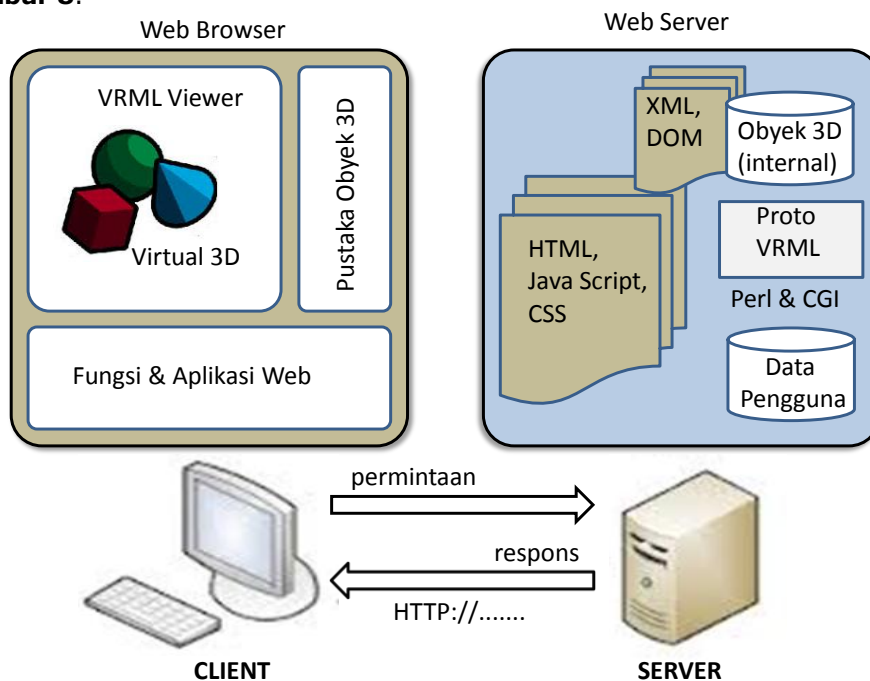 Web Browser
VRML Viewer
Virtual 3D
Pustaka Obyek 3D
Fungsi & Aplikasi Web
Web Server
XML,
DOM
Obyek 3D
(internal)
HTML,
Java Script,
CSS
Proto
VRML
Perl & CGI
Data
Pengguna
permintaan
respons
HTTP://.......
CLIENT
SERVER